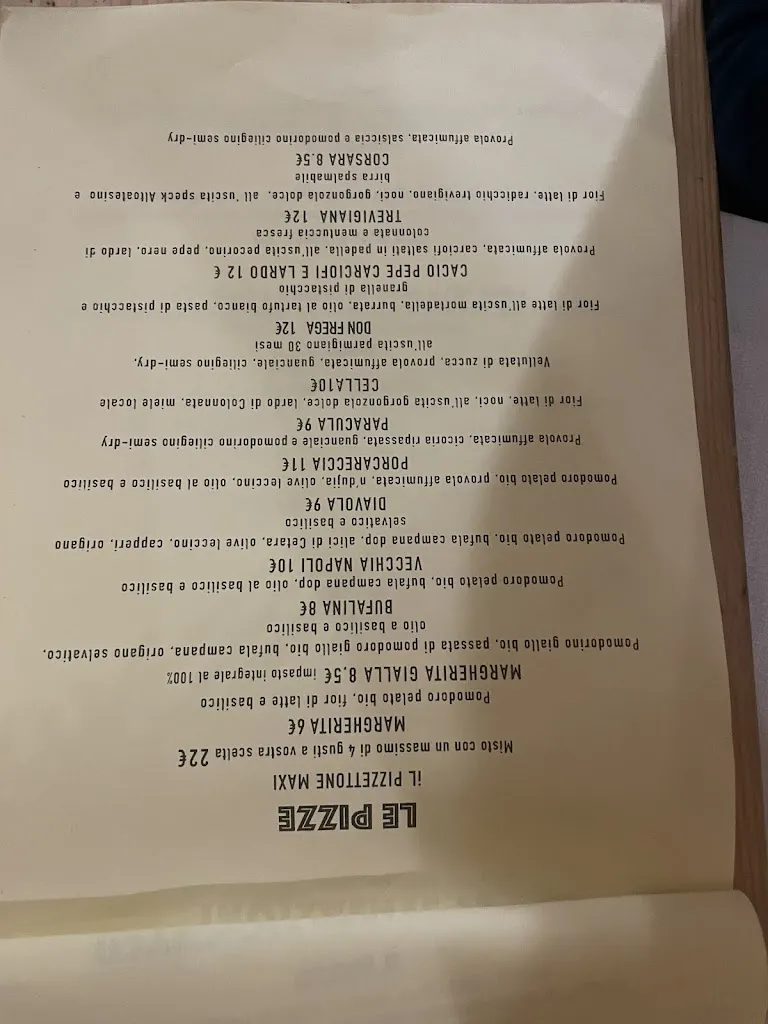 LE PIZZE
iL PIZZETTONE MAXI
Misto con un massimo di 4 gusti a vostra scelta 22€
MARGHERITA 6€
Pomodoro pelato bio, fior di latte e basilico
MARGHERITA GIALLA 8.5€ impasto integrale al 100%
Pomodorino giallo bio, passata di pomodoro giallo bio, bufala campana, origano selvatico,
olio a basilico e basilico
BUFALINA 8€
Pomodoro pelato bio, bufala campana dop, olio al basilico e basilico
VECCHIA NAPOLI 10€
Pomodoro pelato bio, bufala campana dop, alici di Cetara, olive leccino, capperi, origano
selvatico e basilico
DIAVOLA 9€
Pomodoro pelato bio, provola affumicata, n'dujia, olive leccino, olio al basilico e basilico
PORCARECCIA 11€
Provola affumicata, cicoria ripassata, guanciale e pomodorino ciliegino semi-dry
PARACULA 9€
Fior di latte, noci, all'uscita gorgonzola dolce, lardo di Colonnata, miele locale
CELLA10€
Vellutata di zucca, provola affumicata, guanciale, ciliegino semi-dry,
all'uscita parmigiano 30 mesi
DON FREGA 12€
Fior di latte all'uscita mortadella, burrata, olio al tartufo bianco, pasta di pistacchio e
granella di pistacchio
CACIO PEPE CARCIOFI E LARDO 12 €
Provola affumicata, carciofi saltati in padella, all'uscita pecorino, pepe nero, lardo di
colonnata e mentuccia fresca
TREVIGIANA 12€
Fior di latte, radicchio trevigiano, noci, gorgonzola dolce, all'uscita Speck Altoatesino e
birra spalmabile
CORSARA 8.5€
Provola affumicata, salsiccia e pomodorino ciliegino semi-dry